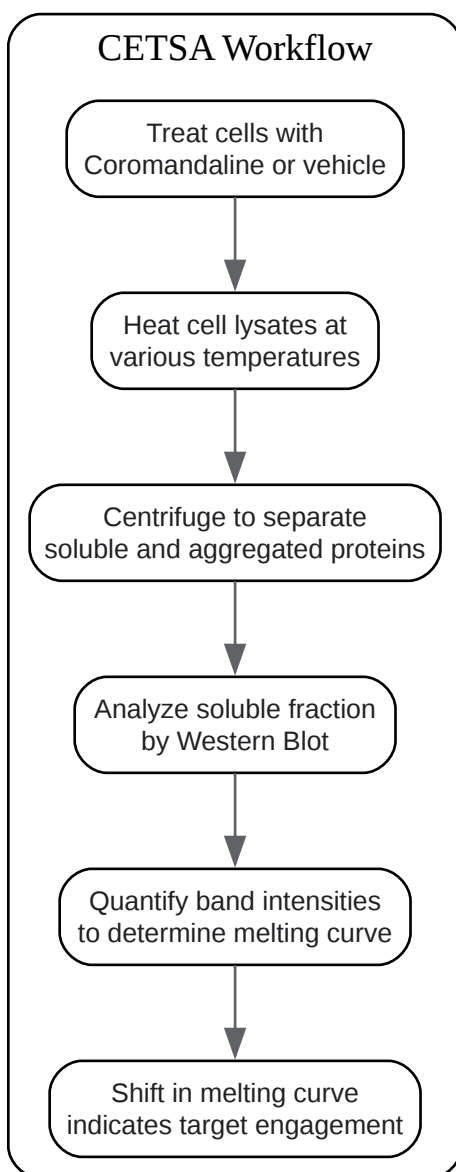 CETSA Workflow
Treat cells with
Coromandaline or vehicle
Heat cell lysates at
various temperatures
Centrifuge to separate
soluble and aggregated proteins
Analyze soluble fraction
by Western Blot
Quantify band intensities
to determine melting curve
Shift in melting curve
indicates target engagement